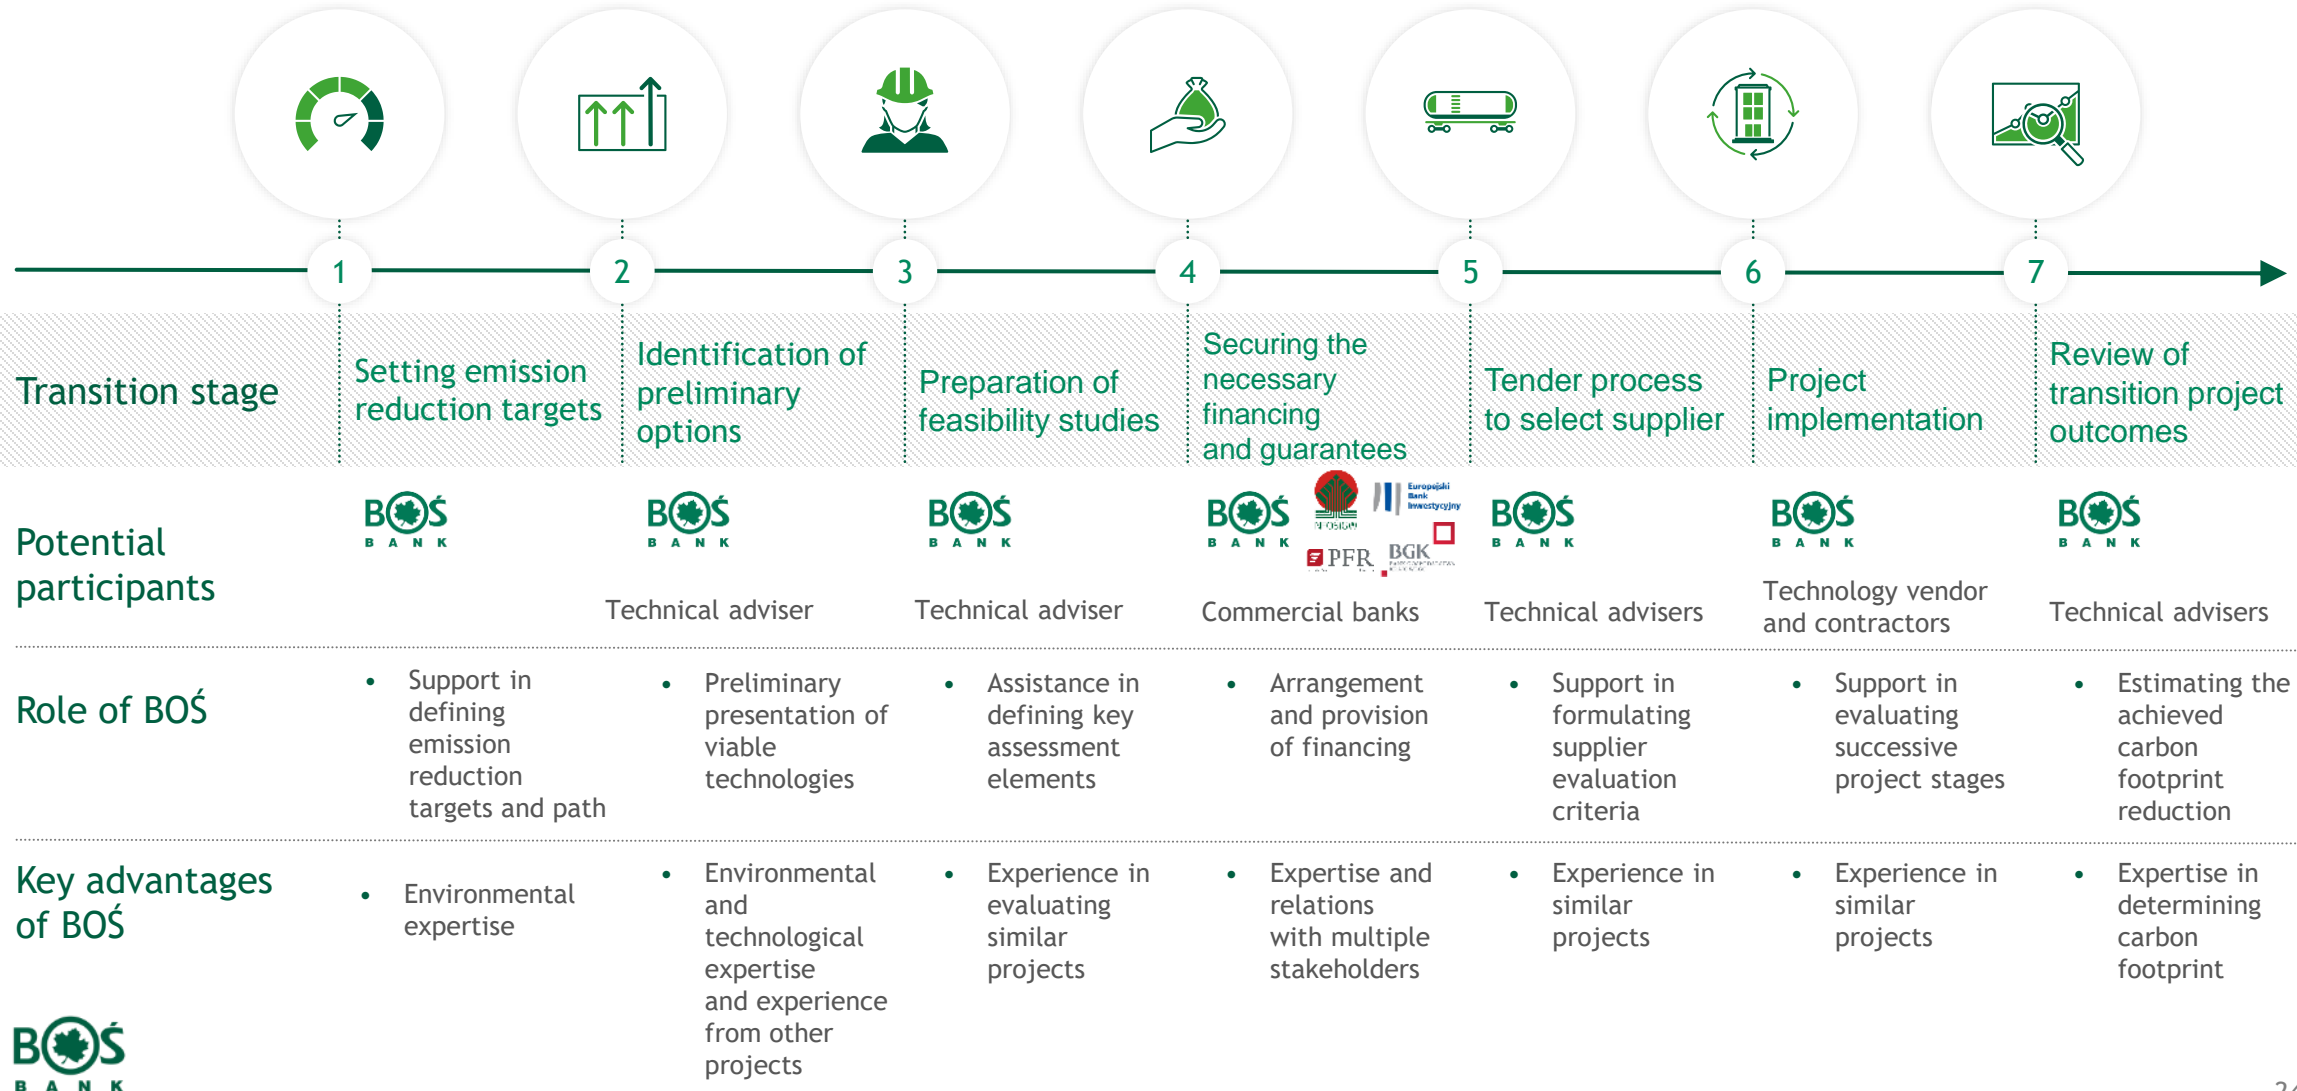 1 2 3 4 5 6 7
Transition stage
Setting emission
reduction targets
Identification of
preliminary
options
Preparation of
feasibility studies
Securing the
necessary
financing
and guarantees
Tender process
to select supplier
Project
implementation
Review of
transition project
outcomes
Potential
participants
BOŚ
BANK
BOŚ
BANK
Technical adviser
BOŚ
BANK
Technical adviser
BOŚ
BANK
NFOŚiGW
Europejski
Bank
Inwestycyjny
PFR
BGK
Commercial banks
BOŚ
BANK
Technical advisers
BOŚ
BANK
Technology vendor
and contractors
BOŚ
BANK
Technical advisers
Role of BOŚ
• Support in
defining
emission
reduction
targets and path
• Preliminary
presentation of
viable
technologies
• Assistance in
defining key
assessment
elements
• Arrangement
and provision
of financing
• Support in
formulating
supplier
evaluation
criteria
• Support in
evaluating
successive
project stages
• Estimating the
achieved
carbon
footprint
reduction
Key advantages
of BOŚ
• Environmental
expertise
• Environmental
and
technological
expertise
and experience
from other
projects
• Experience in
evaluating
similar
projects
• Expertise and
relations
with multiple
stakeholders
• Experience in
similar
projects
• Experience in
similar
projects
• Expertise in
determining
carbon
footprint
BOŚ
BANK